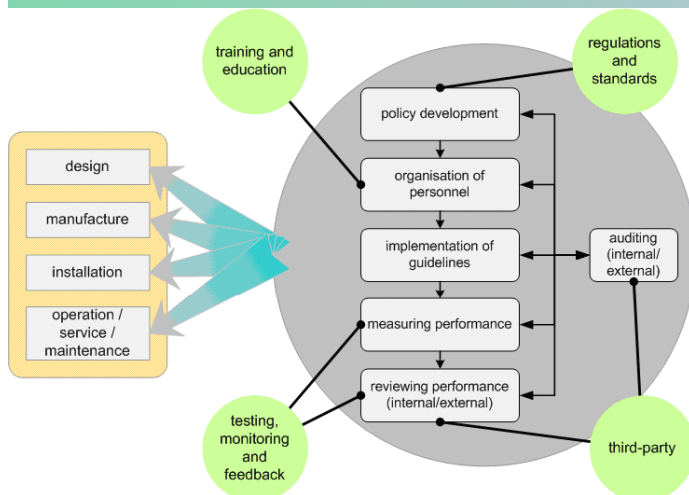 training and
education
regulations
and
standards
policy development
design
organisation of
personnel
manufacture
implementation of
guidelines
auditing
(internal/
external)
installation
operation /
service /
maintenance
measuring performance
reviewing performance
(internal/external)
testing,
monitoring
and
feedback
third-party